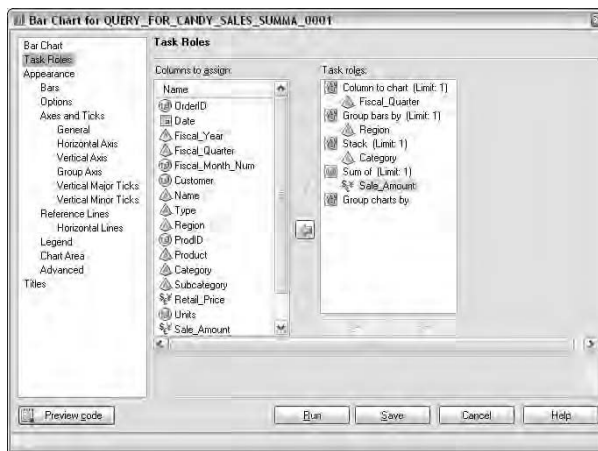 Bar Chart for QUERY_FOR_CANDY_SALES_SUMMA_0001
Bar Chart
Task Roles
Appearance
Bars
Options
Axes and Ticks
General
Horizontal Axis
Vertical Axis
Group Axis
Vertical Major Ticks
Vertical Minor Ticks
Reference Lines
Horizontal Lines
Legend
Chart Area
Advanced
Titles
Task Roles
Columns to assign:
Name
OrderID
Date
Fiscal_Year
Fiscal_Quarter
Fiscal_Month_Num
Customer
Name
Type
Region
ProdID
Product
Category
Subcategory
Retail_Price
Units
Sale_Amount
Task roles:
Column to chart (Limit: 1)
Fiscal_Quarter
Group bars by (Limit: 1)
Region
Stack (Limit: 1)
Category
Sum of (Limit: 1)
Sale_Amount
Group charts by
Preview code
Run
Save
Cancel
Help